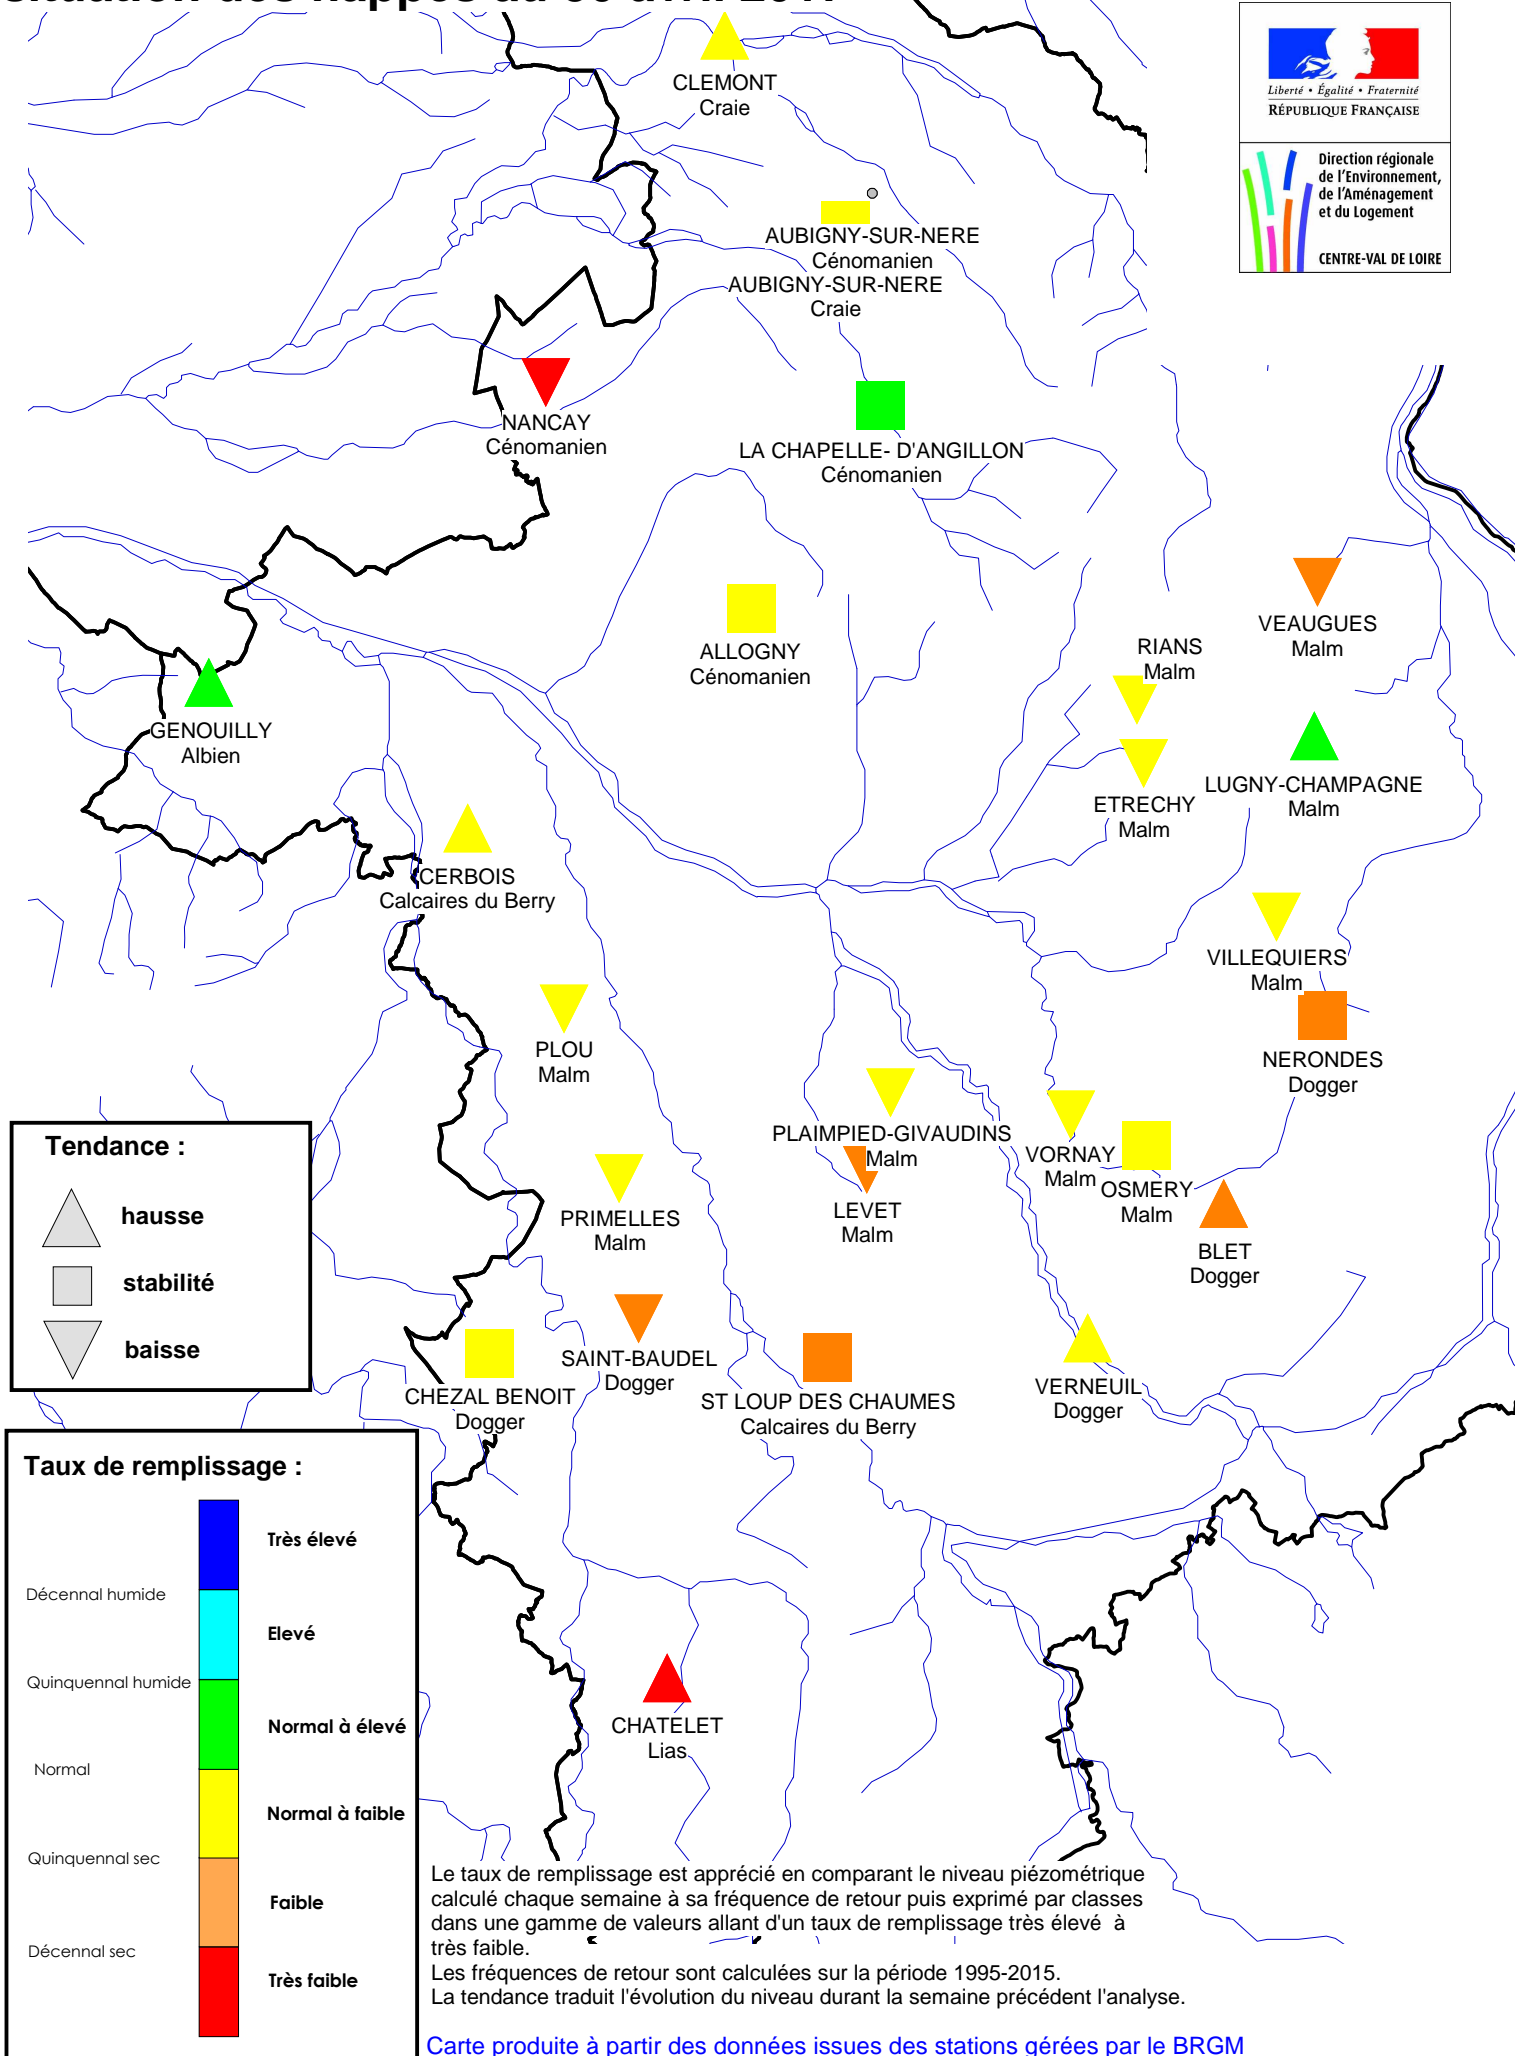 Liberté • Égalité • Fraternité
RÉPUBLIQUE FRANÇAISE
Direction régionale
de l'Environnement,
de l'Aménagement
et du Logement
CENTRE-VAL DE LOIRE
CLEMONT
Craie
AUBIGNY-SUR-NERE
Cénomanien
AUBIGNY-SUR-NERE
Craie
NANCAY
Cénomanien
LA CHAPELLE- D'ANGILLON
Cénomanien
VEAUGUES
Malm
RIANS
Malm
ALLOGNY
Cénomanien
GENOUILLY
Albien
LUGNY-CHAMPAGNE
Malm
ETRECHY
Malm
CERBOIS
Calcaires du Berry
VILLEQUIERS
Malm
PLOU
Malm
NERONDES
Dogger
PLAIMPIED-GIVAUDINS
Malm
VORNAY
Malm
OSMERY
Malm
LEVET
Malm
PRIMELLES
Malm
BLET
Dogger
SAINT-BAUDEL
Dogger
CHEZAL BENOIT
Dogger
ST LOUP DES CHAUMES
Calcaires du Berry
VERNEUIL
Dogger
CHATELET
Lias
Tendance :
hausse
stabilité
baisse
Taux de remplissage :
Très élevé
Décennal humide
Elevé
Quinquennal humide
Normal à élevé
Normal
Normal à faible
Quinquennal sec
Faible
Décennal sec
Très faible
Le taux de remplissage est apprécié en comparant le niveau piézométrique
calculé chaque semaine à sa fréquence de retour puis exprimé par classes
dans une gamme de valeurs allant d'un taux de remplissage très élevé à
très faible.
Les fréquences de retour sont calculées sur la période 1995-2015.
La tendance traduit l'évolution du niveau durant la semaine précédent l'analyse.
Carte produite à partir des données issues des stations gérées par le BRGM